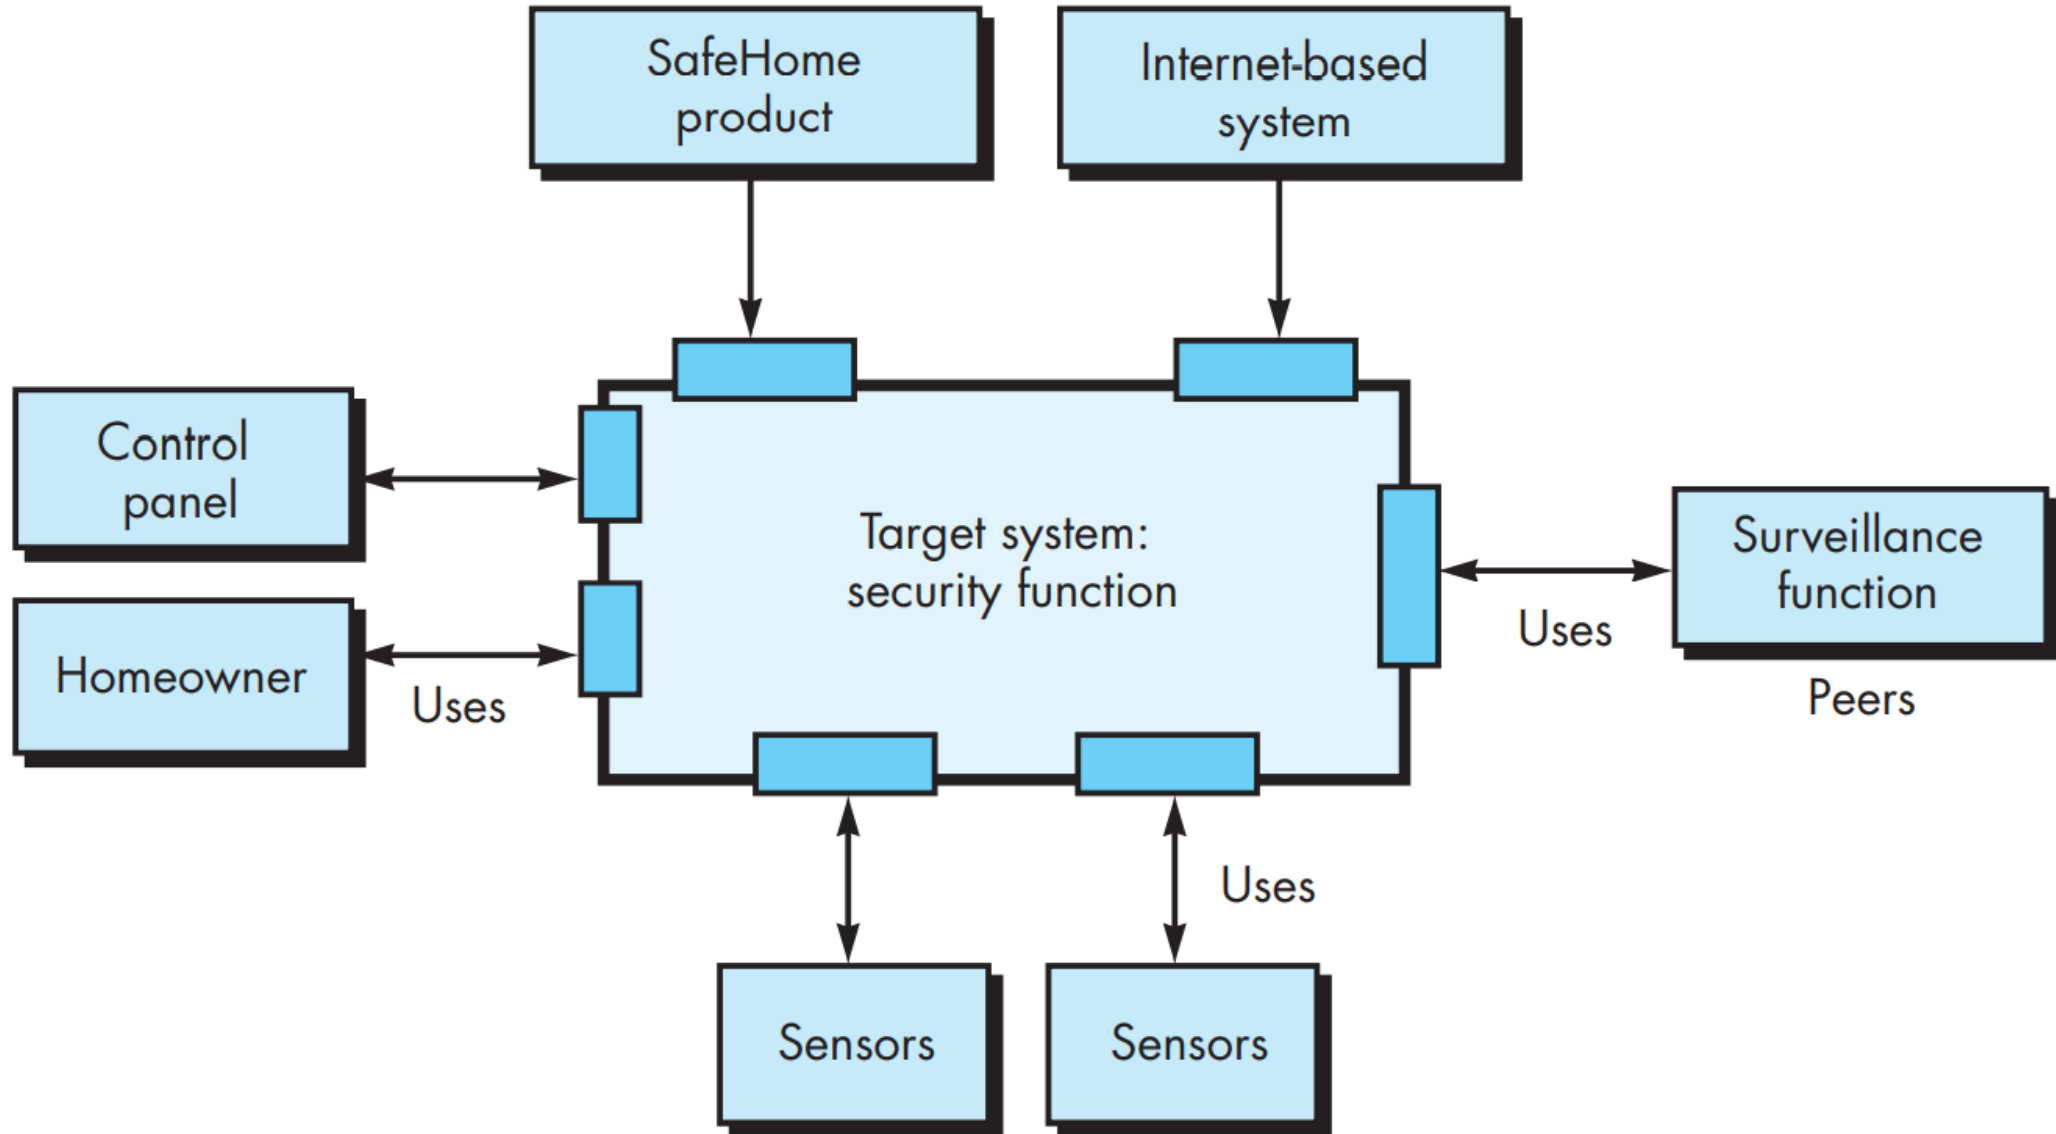 SafeHome
product
Internet-based
system
Control
panel
Target system:
security function
Surveillance
function
Homeowner
Uses
Uses
Peers
Uses
Sensors
Sensors